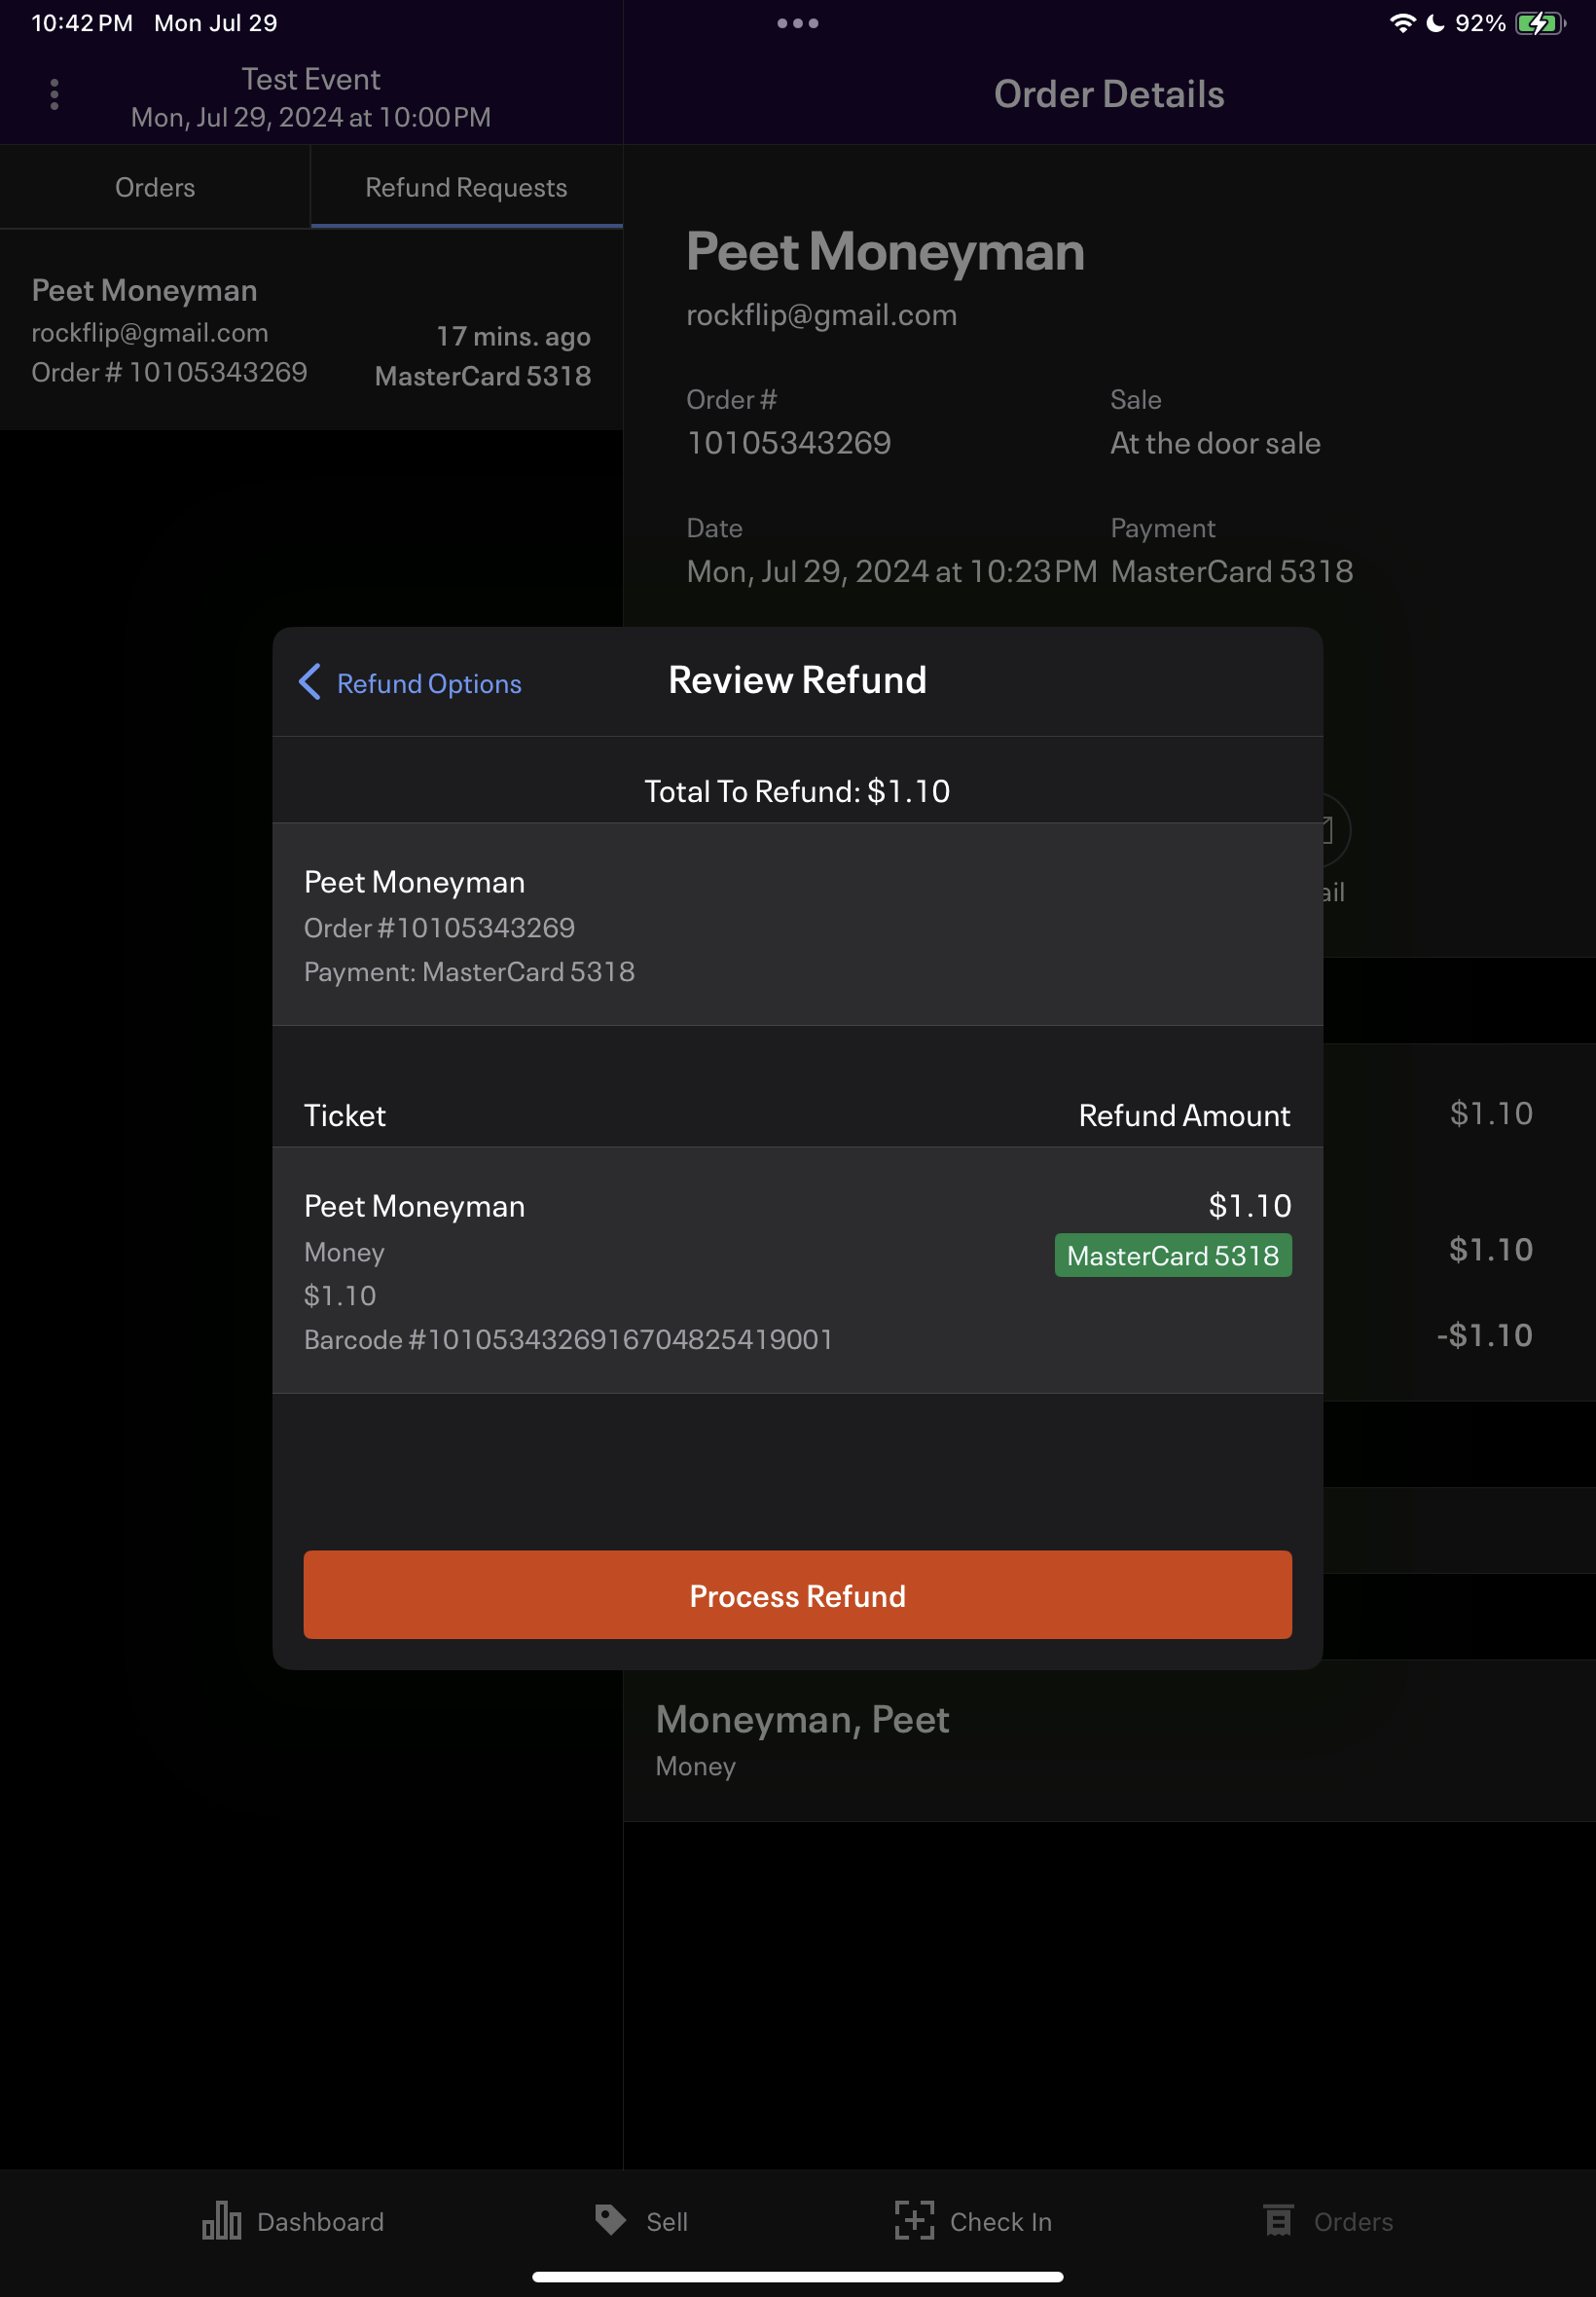 10:42 PM Mon Jul 29
92%
Test Event
Mon, Jul 29, 2024 at 10:00 PM
Order Details
Orders
Refund Requests
Peet Moneyman
rockflip@gmail.com
17 mins. ago
Order # 10105343269
MasterCard 5318
Peet Moneyman
rockflip@gmail.com
Order #
Sale
10105343269
At the door sale
Date
Payment
Mon, Jul 29, 2024 at 10:23 PM
MasterCard 5318
Refund Options
Review Refund
Total To Refund: $1.10
Peet Moneyman
Order #10105343269
Payment: MasterCard 5318
ail
Ticket
Refund Amount
$1.10
Peet Moneyman
$1.10
Money
MasterCard 5318
$1.10
$1.10
Barcode #1010534326916704825419001
-$1.10
Process Refund
Moneyman, Peet
Money
Dashboard
Sell
Check In
Orders